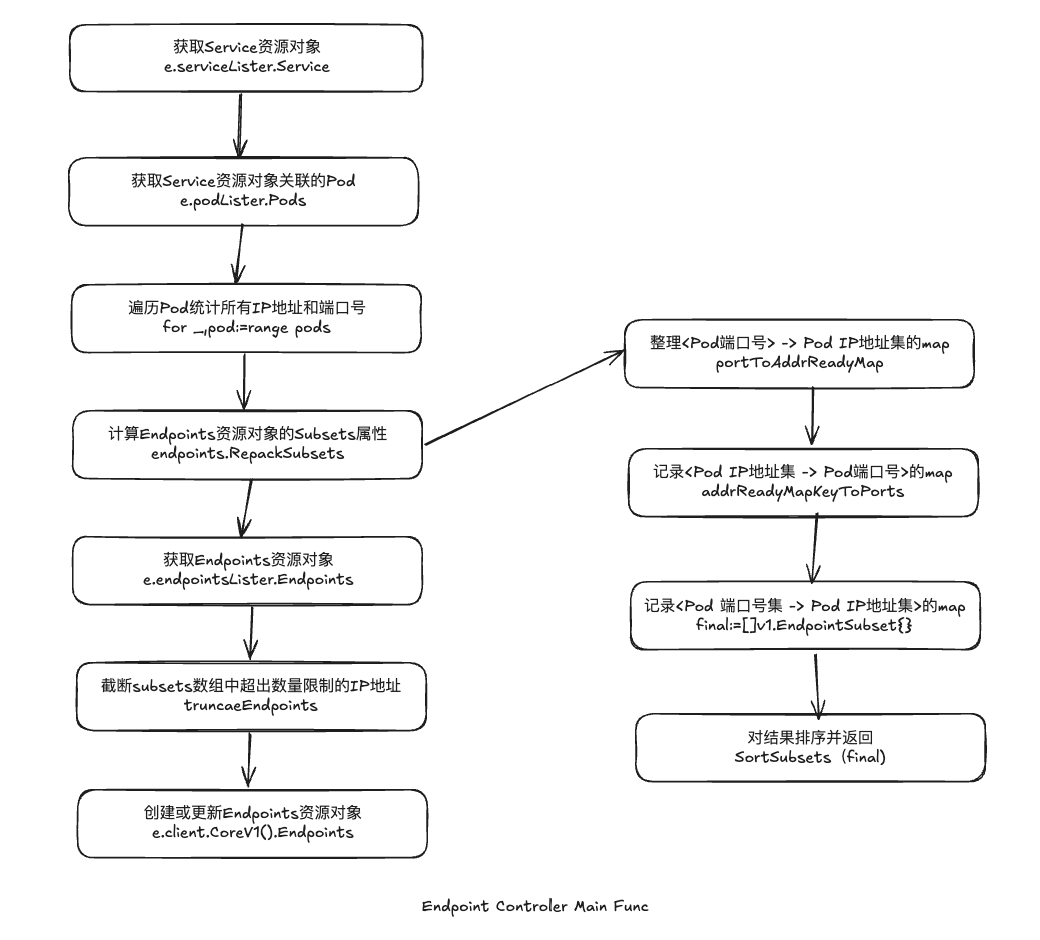 获取Service资源对象
e.serviceLister.Service
获取Service资源对象关联的Pod
e.podLister.Pods
遍历Pod统计所有IP地址和端口号
for _,pod:=range pods
计算Endpoints资源对象的Subsets属性
endpoints.RepackSubsets
获取Endpoints资源对象
e.endpointsLister.Endpoints
截断subsets数组中超出数量限制的IP地址
truncaeEndpoints
创建或更新Endpoints资源对象
e.client.CoreV1().Endpoints
整理<Pod端口号> -> Pod IP地址集的map
portToAddrReadyMap
记录<Pod IP地址集 -> Pod端口号>的map
addrReadyMapKeyToPorts
记录<Pod 端口号集 -> Pod IP地址集>的map
final:=[]v1.EndpointSubset{}
对结果排序并返回
SortSubsets (final)
Endpoint Controler Main Func